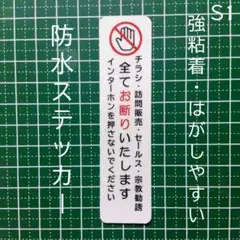 S1
強粘着・はがしやすい
チラシ・訪問販売・セールス・宗教勧誘
全てお断りいたします
インターホンを押さないでください
防水ステッカー